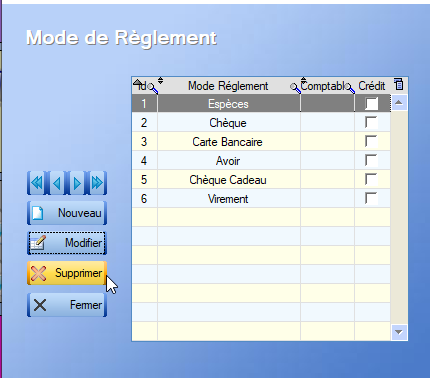 Mode de Règlement
Id Mode Réglement Comptable Crédit
1 Espèces
2 Chèque
3 Carte Bancaire
4 Avoir
5 Chèque Cadeau
6 Virement
Nouveau
Modifier
Supprimer
Fermer